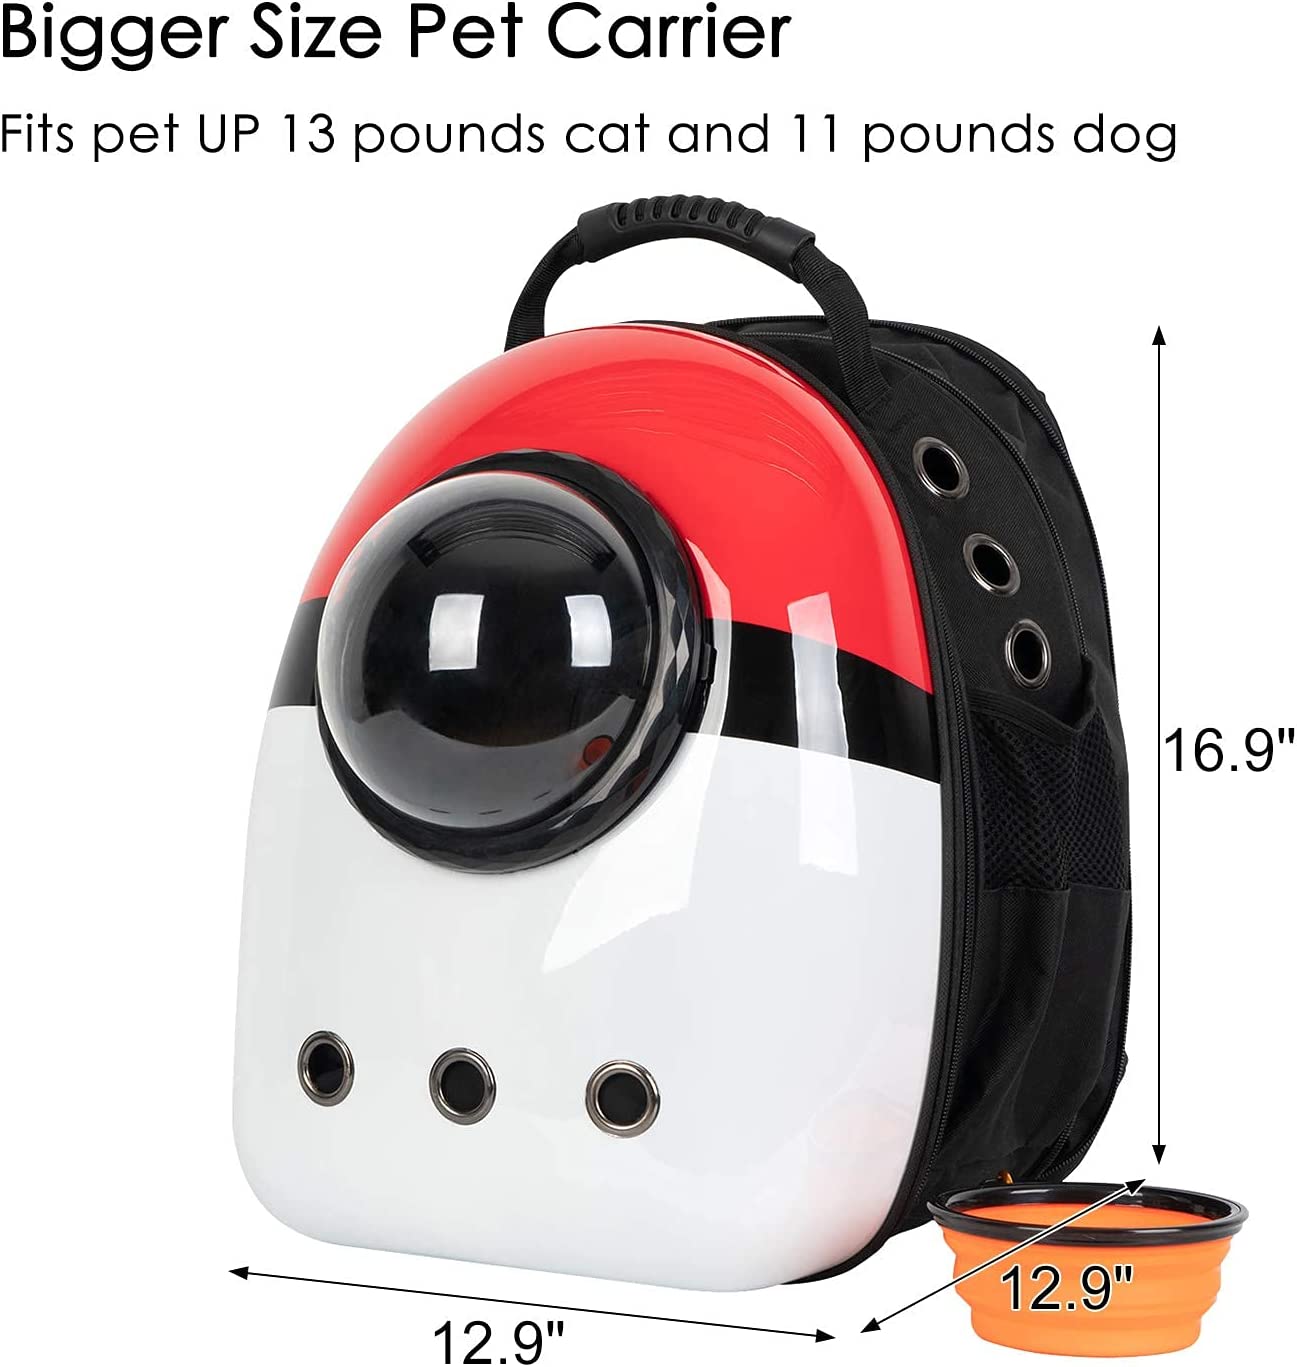 Bigger Size Pet Carrier
Fits pet UP 13 pounds cat and 11 pounds dog
16.9"
12.9"
12.9"